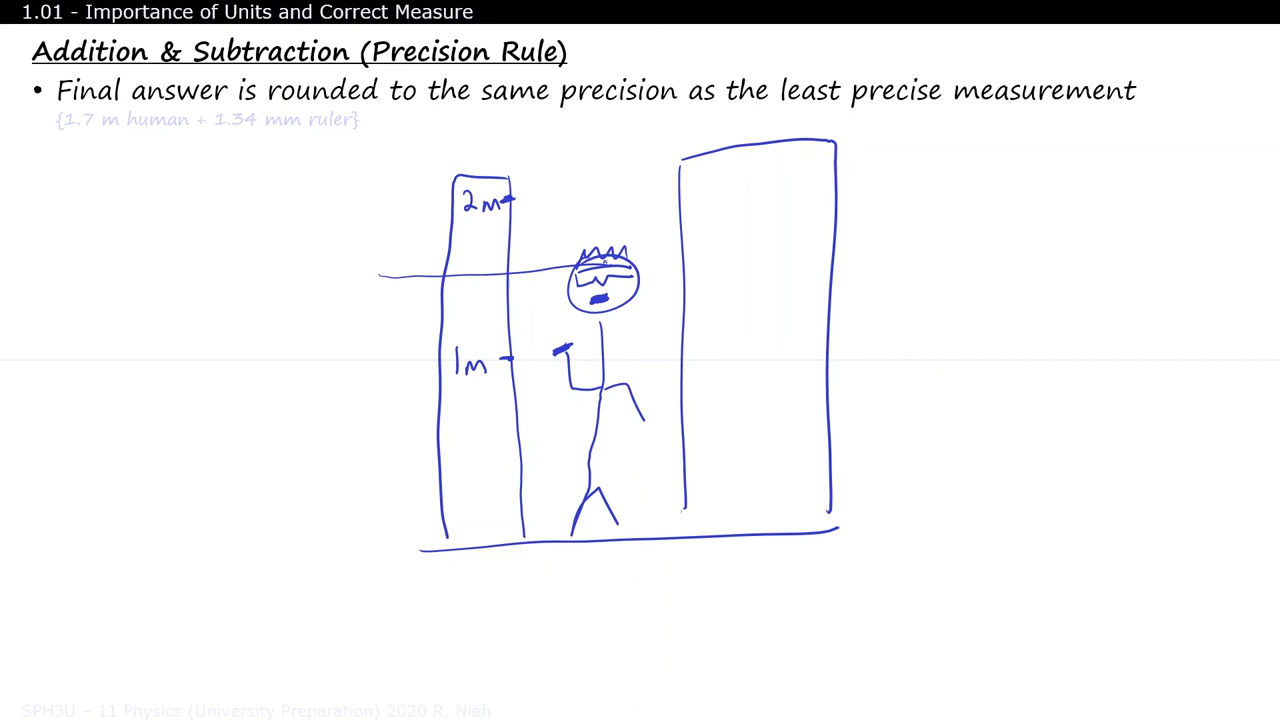 1.01 - Importance of Units and Correct Measure
Addition & Subtraction (Precision Rule)
• Final answer is rounded to the same precision as the least precise measurement
{1.7 m human + 1.34 mm ruler}
2m
1m
SPH3U – 11 Physics (University Preparation) 2020 R. Nieh